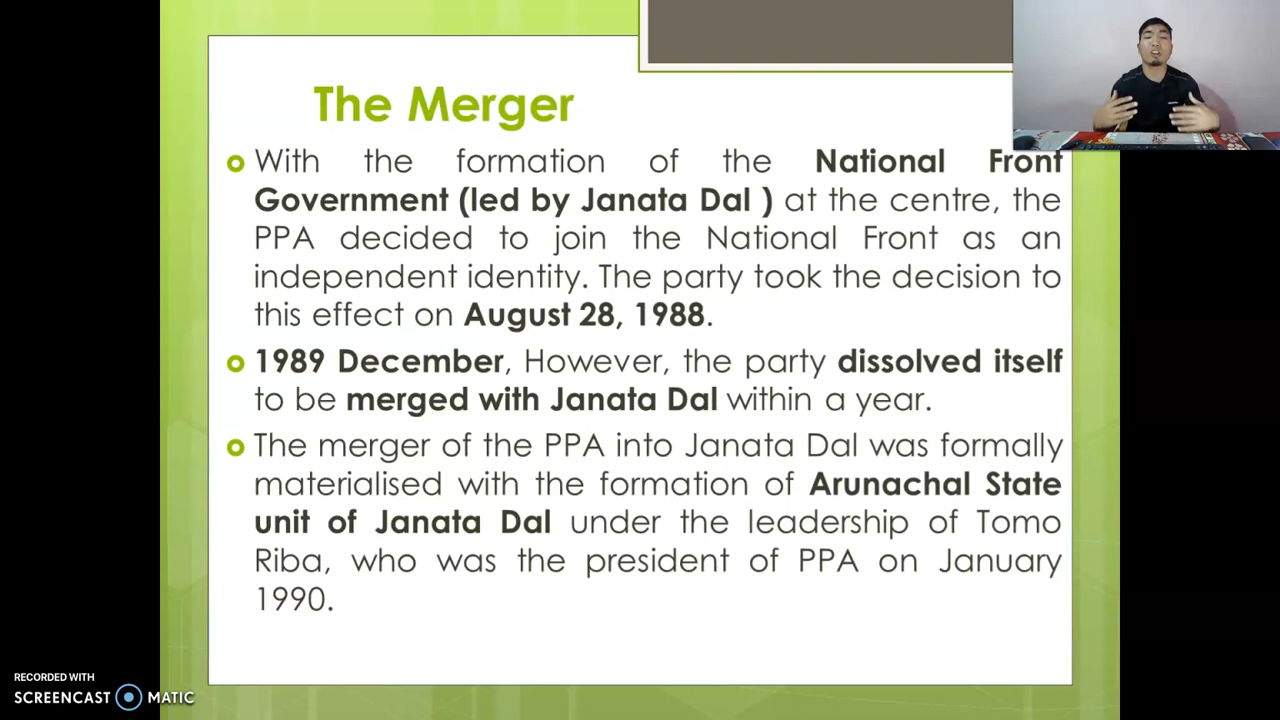 The Merger
With the formation of the National Front
Government (led by Janata Dal ) at the centre, the
PPA decided to join the National Front as an
independent identity. The party took the decision to
this effect on August 28, 1988.
1989 December, However, the party dissolved itself
to be merged with Janata Dal within a year.
The merger of the PPA into Janata Dal was formally
materialised with the formation of Arunachal State
unit of Janata Dal under the leadership of Tomo
Riba, who was the president of PPA on January
1990.
RECORDED WITH
SCREENCAST MATIC